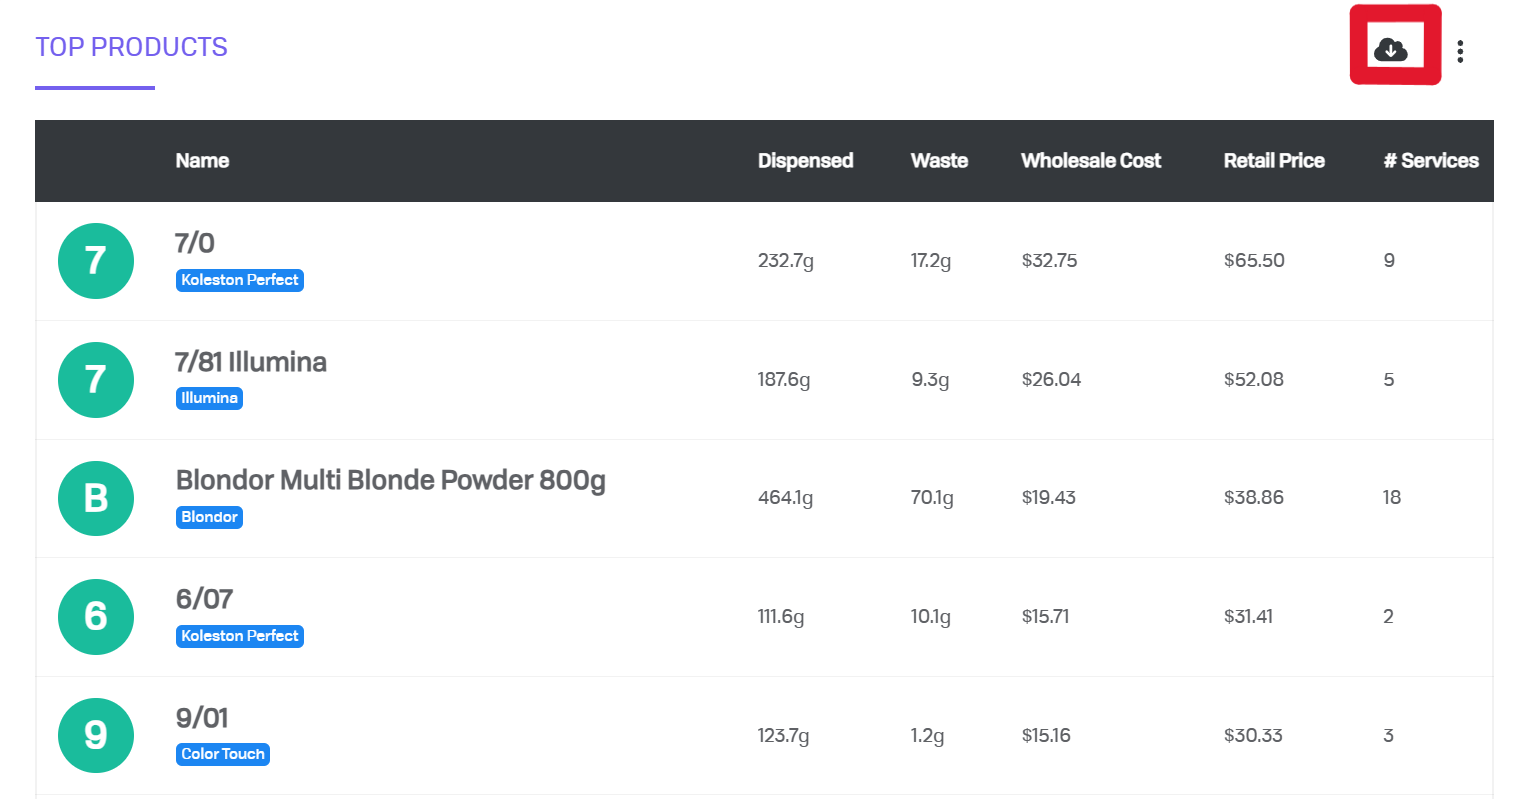 TOP PRODUCTS
Name Dispensed Waste Wholesale Cost Retail Price # Services
7 7/0 232.7g 17.2g $32.75 $65.50 9
Koleston Perfect
7 7/81 Illumina 187.6g 9.3g $26.04 $52.08 5
Illumina
B Blondor Multi Blonde Powder 800g 464.1g 70.1g $19.43 $38.86 18
Blondor
6 6/07 111.6g 10.1g $15.71 $31.41 2
Koleston Perfect
9 9/01 123.7g 1.2g $15.16 $30.33 3
Color Touch